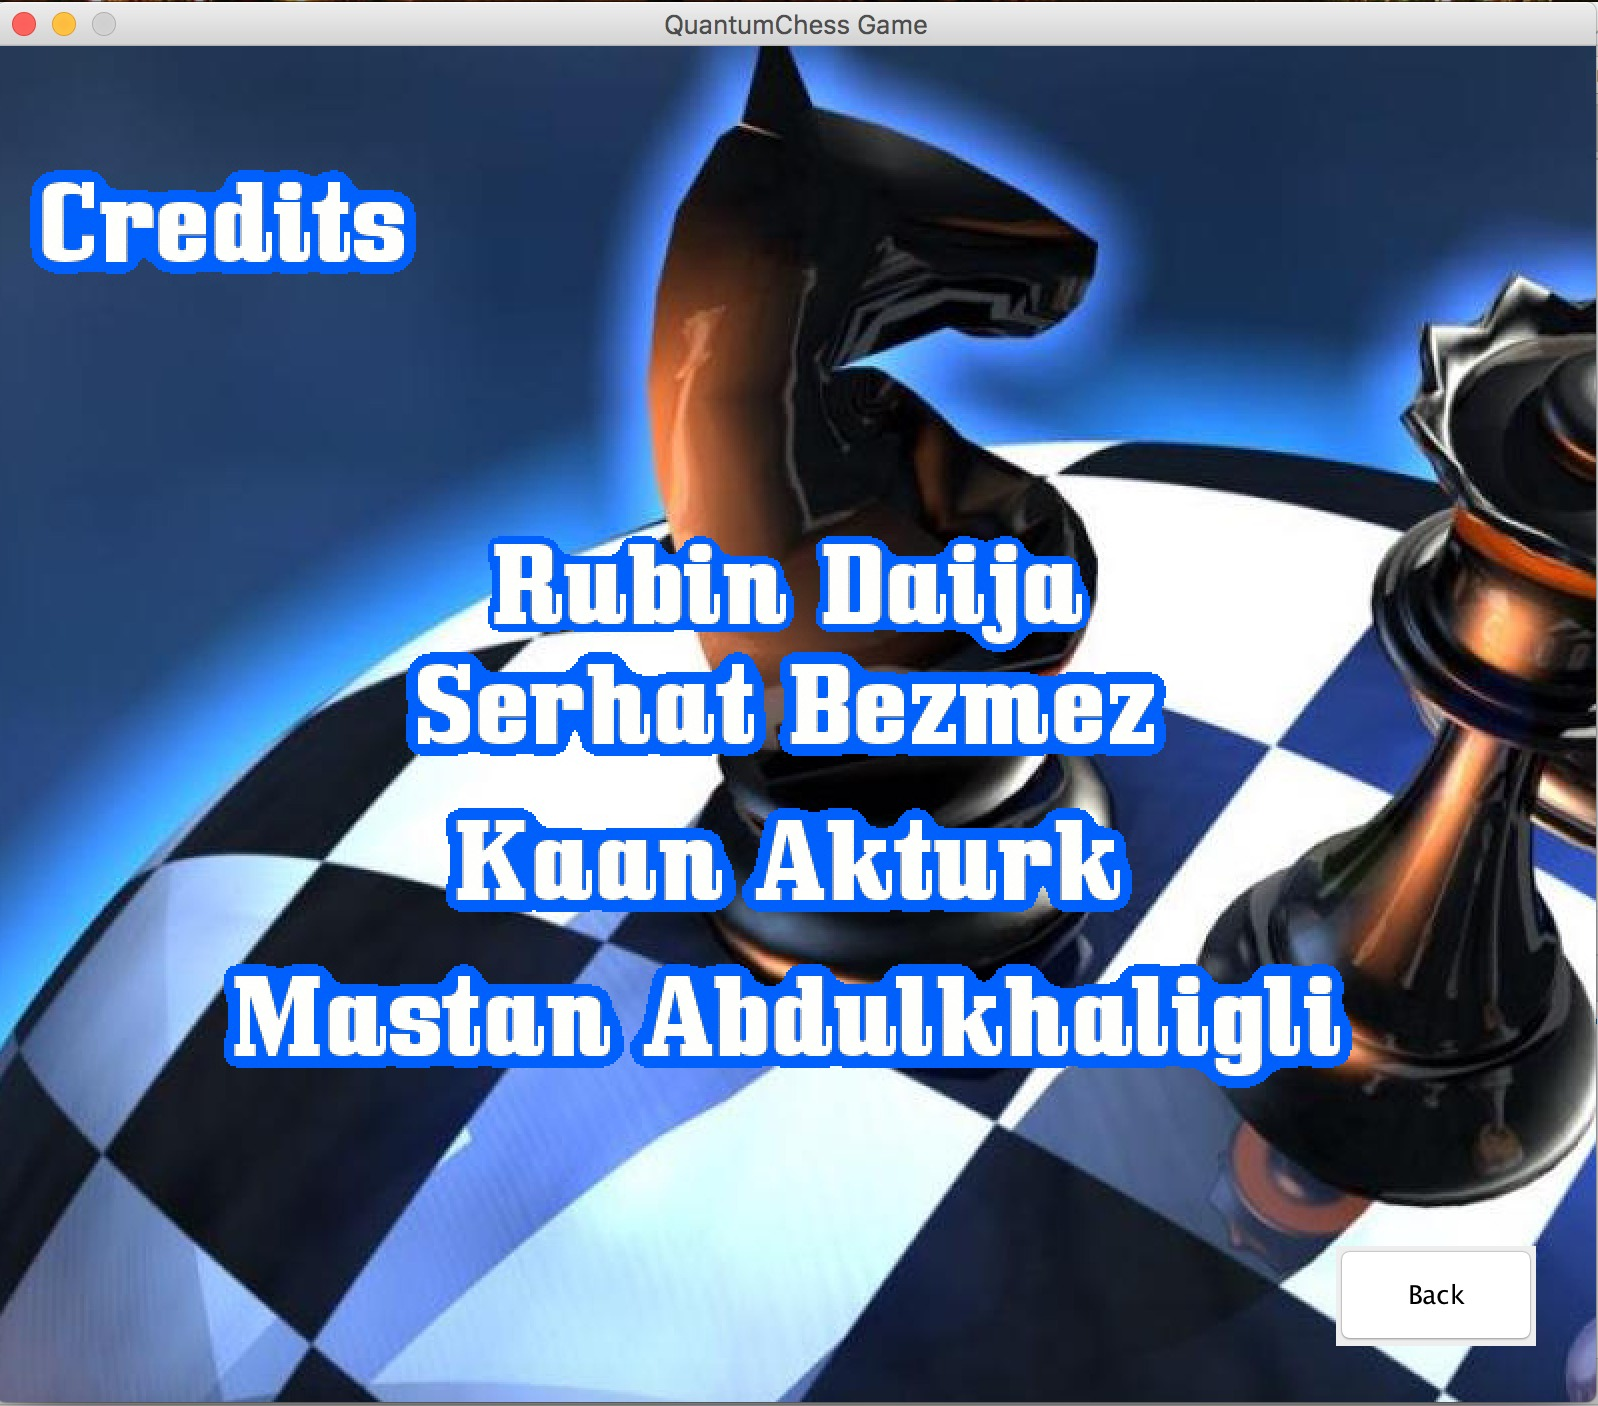 QuantumChess Game
Credits
Rubin Daija
Serhat Bezmez
Kaan Akturk
Mastan Abdulkhaligli
Back